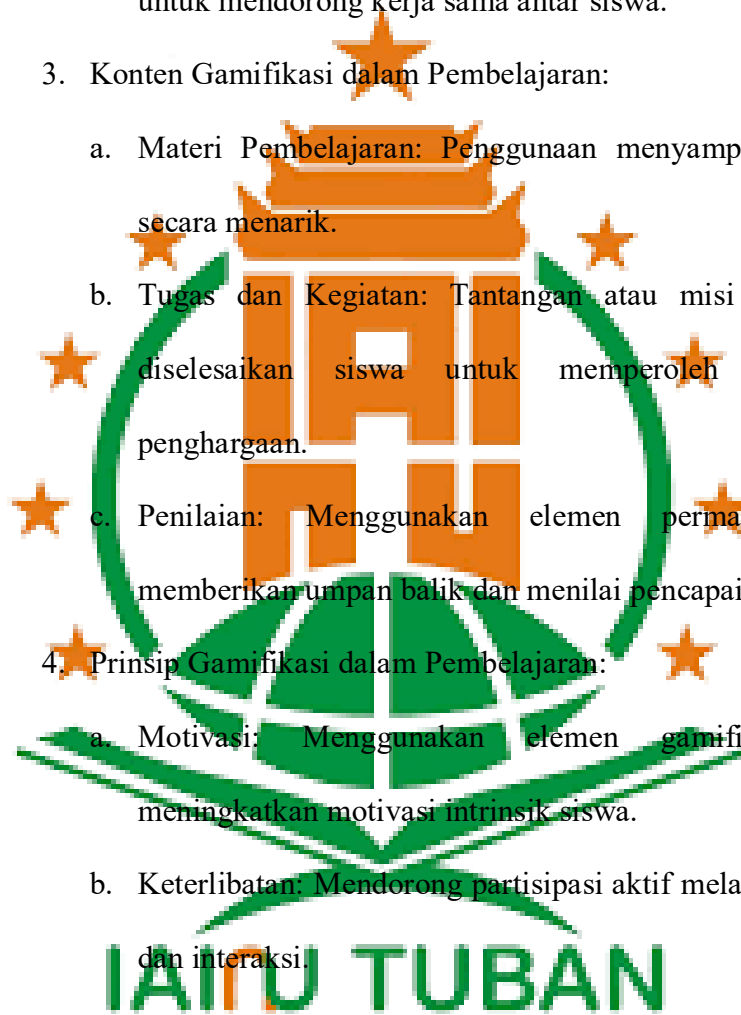 untuk mendorong kerja sama antar siswa.
3. Konten Gamifikasi dalam Pembelajaran:
a. Materi Pembelajaran: Penggunaan menyamp
secara menarik.
b. Tugas dan Kegiatan: Tantangan atau misi
diselesaikan siswa untuk memperoleh
penghargaan.
c. Penilaian: Menggunakan elemen perma
memberikan umpan balik dan menilai pencapai
4. Prinsip Gamifikasi dalam Pembelajaran:
a. Motivasi: Menggunakan elemen gamifi
meningkatkan motivasi intrinsik siswa.
b. Keterlibatan: Mendorong partisipasi aktif mela
dan interaksi.
IAI NU
IAINU TUBAN